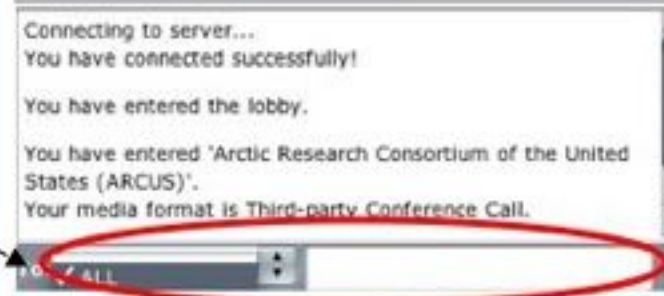 Connecting to server...
You have connected successfully!
You have entered the lobby.
You have entered 'Arctic Research Consortium of the United
States (ARCUS)'.
Your media format is Third-party Conference Call.
✓ ALL